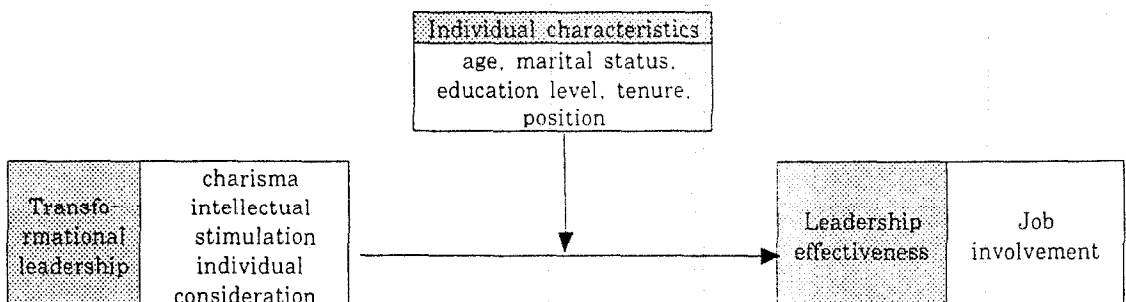 Individual characteristics
age, marital status,
education level, tenure,
position
Transfo-
rmational
leadership
charisma
intellectual
stimulation
individual
consideration
Leadership
effectiveness
Job
involvement